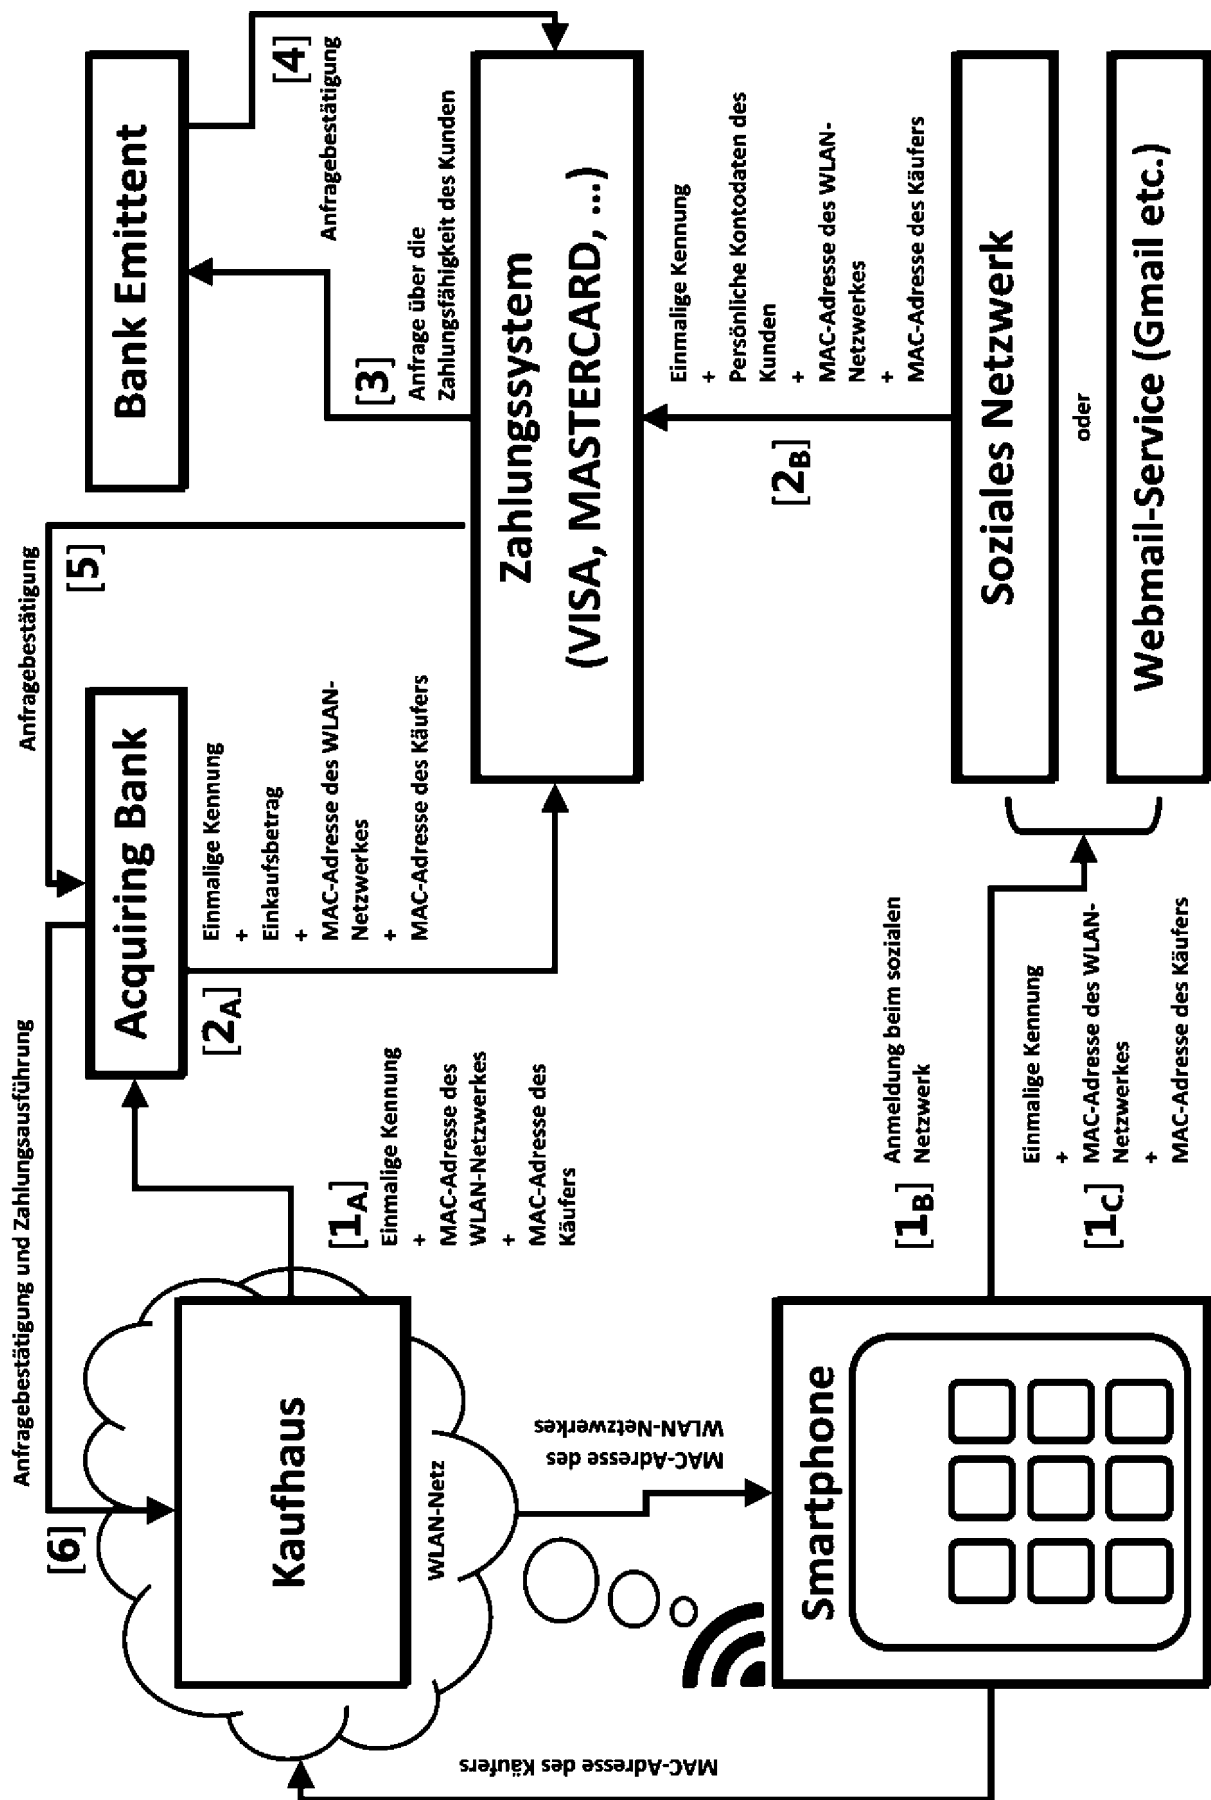 Anfragebestätigung und Zahlungsausführung
[6]
Kaufhaus
WLAN-Netz
MAC-Adresse des
WLAN-Netzwerkes
MAC-Adresse des Käufers
Smartphone
[1A]
Einmalige Kennung
+
MAC-Adresse des
WLAN-Netzwerkes
+
MAC-Adresse des
Käufers
[1B]
Anmeldung beim sozialen
Netzwerk
[1C]
Einmalige Kennung
+
MAC-Adresse des WLAN-
Netzwerkes
+
MAC-Adresse des Käufers
Anfragebestätigung
[5]
Acquiring Bank
[2A]
Einmalige Kennung
+
Einkaufsbetrag
+
MAC-Adresse des WLAN-
Netzwerkes
+
MAC-Adresse des Käufers
Bank Emittent
[3]
Anfrage über die
Zahlungsfähigkeit des Kunden
[4]
Anfragebestätigung
Zahlungssystem
(VISA, MASTERCARD, ...)
[2B]
Einmalige Kennung
+
Persönliche Kontodaten des
Kunden
+
MAC-Adresse des WLAN-
Netzwerkes
+
MAC-Adresse des Käufers
Soziales Netzwerk
oder
Webmail-Service (Gmail etc.)